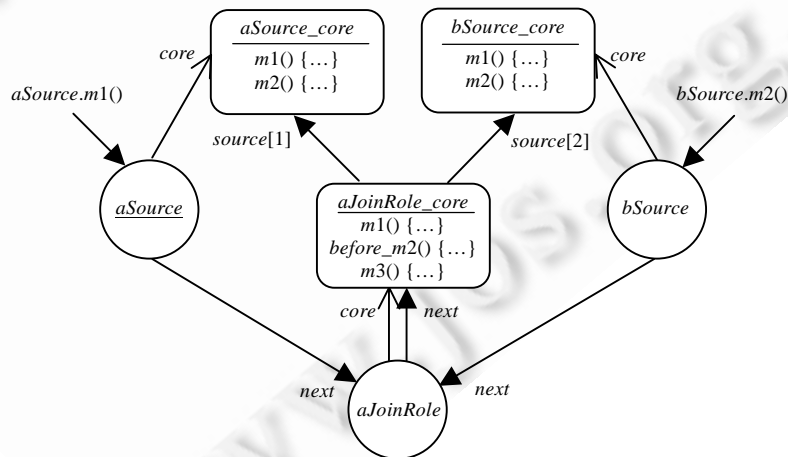 aSource_core
m1() {…}
m2() {…}
bSource_core
m1() {…}
m2() {…}
core
core
aSource.m1()
bSource.m2()
source[1]
source[2]
aSource
aJoinRole_core
m1() {…}
before_m2() {…}
m3() {…}
bSource
core
next
next
next
aJoinRole